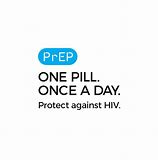 PrEP
ONE PILL.
ONCE A DAY.
Protect against HIV.